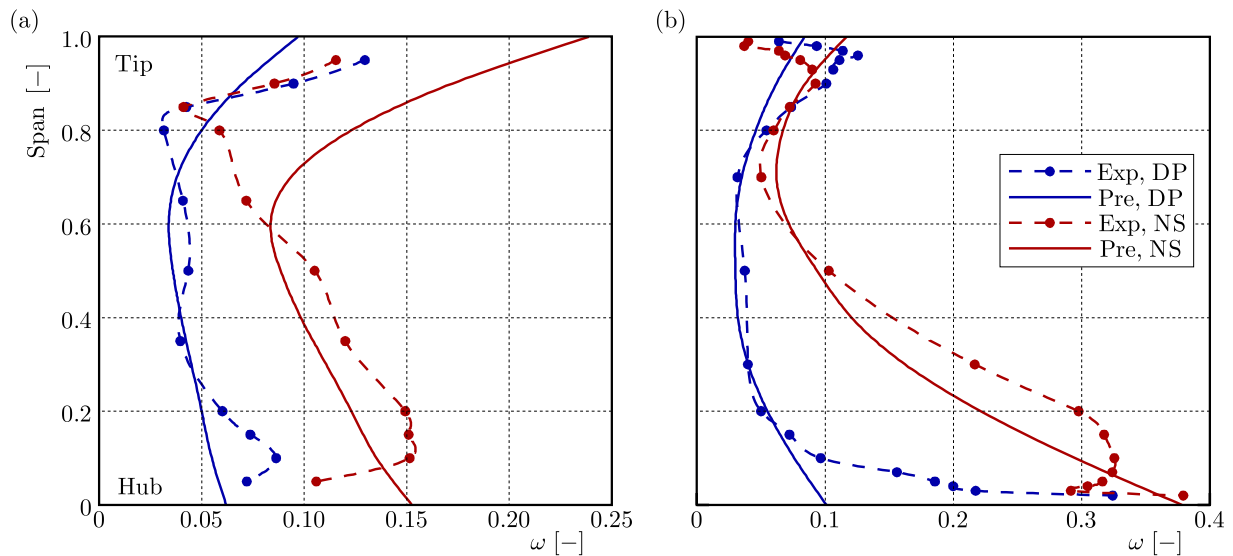 (a)
Span [–]
1.0
0.8
0.6
0.4
0.2
0
Tip
Hub
0 0.05 0.10 0.15 0.20 0.25
ω [–]
(b)
Exp, DP
Pre, DP
Exp, NS
Pre, NS
0 0.1 0.2 0.3 0.4
ω [–]